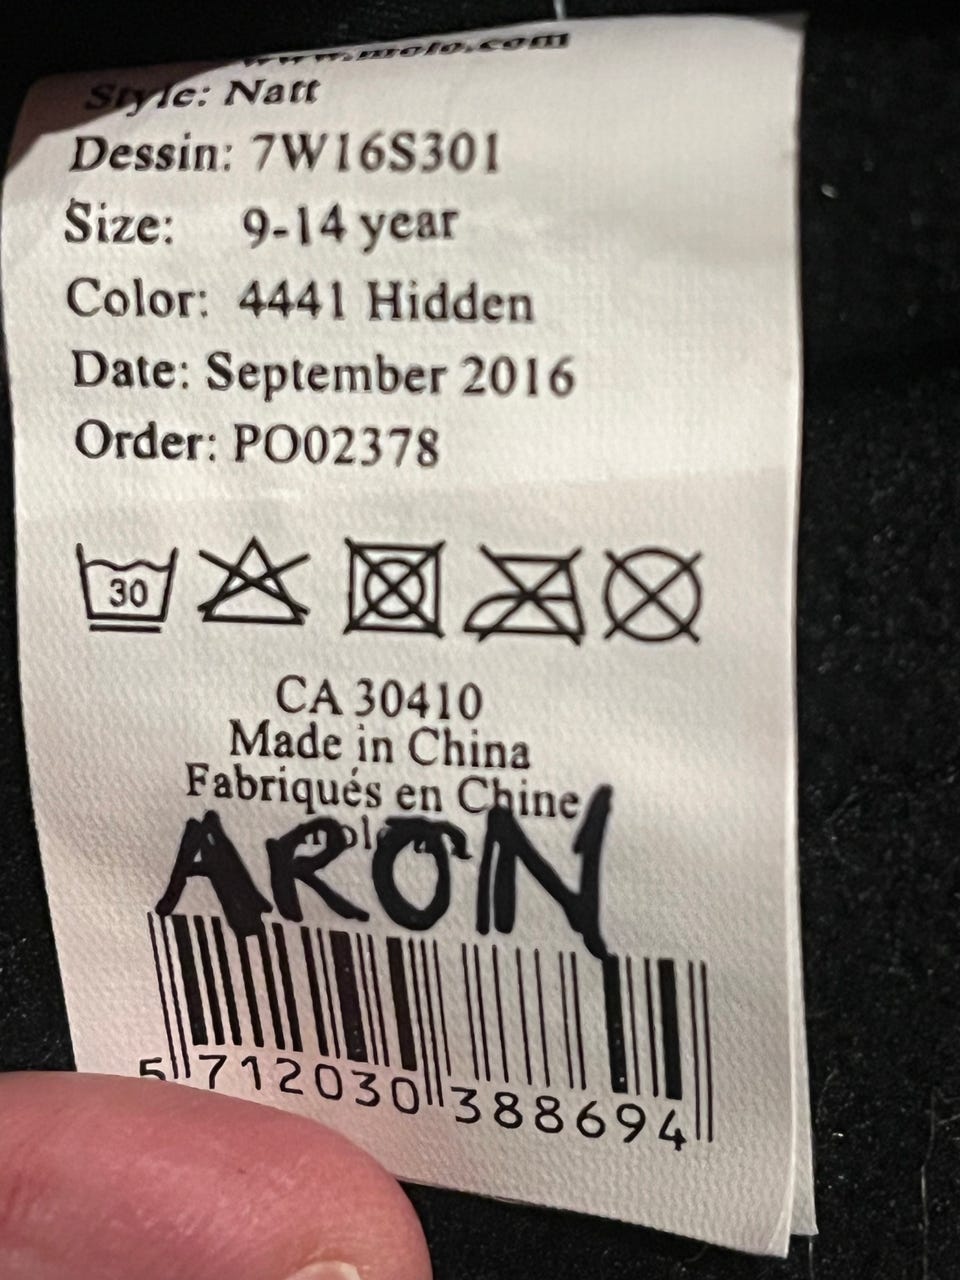 www.molo.com
Style: Natt
Dessin: 7W16S301
Size: 9-14 year
Color: 4441 Hidden
Date: September 2016
Order: PO02378
30
CA 30410
Made in China
Fabriqués en Chine
ARON
5 712030 388694